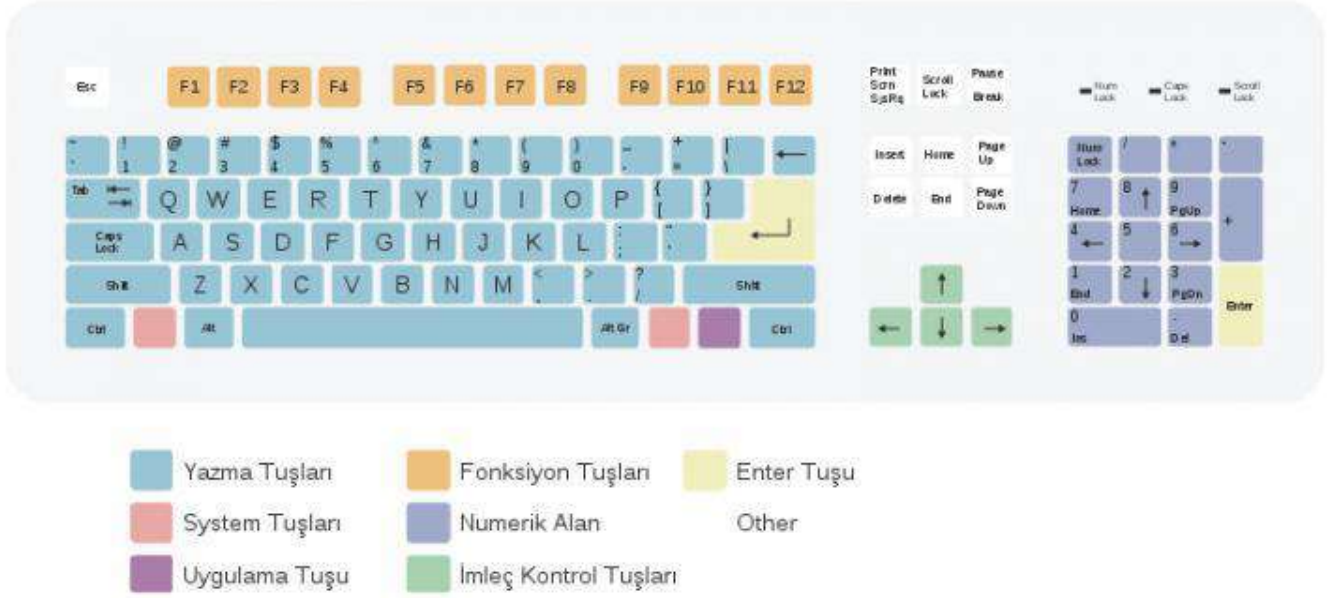 Esc F1 F2 F3 F4 F5 F6 F7 F8 F9 F10 F11 F12
Print Scrn SysRq
Scroll Lock
Pause Break
Num Lock
Caps Lock
Scroll Lock
~ ! @ # $ % ^ & * ( ) _ + |
` 1 2 3 4 5 6 7 8 9 0 - = \ ←
Insert Home Page Up
Num Lock / * -
Tab Q W E R T Y U I O P { [ } ]
Delete End Page Down
7 Home 8 ↑ 9 PgUp +
Caps Lock A S D F G H J K L : ; " '
4 ← 5 6 →
Shift Z X C V B N M < , > . ? / Shift
↑
1 End 2 ↓ 3 PgDn Enter
Ctrl Alt Alt Gr Ctrl
← ↓ →
0 Ins . Del
Yazma Tuşları Fonksiyon Tuşları Enter Tuşu
System Tuşları Numerik Alan Other
Uygulama Tuşu İmleç Kontrol Tuşları